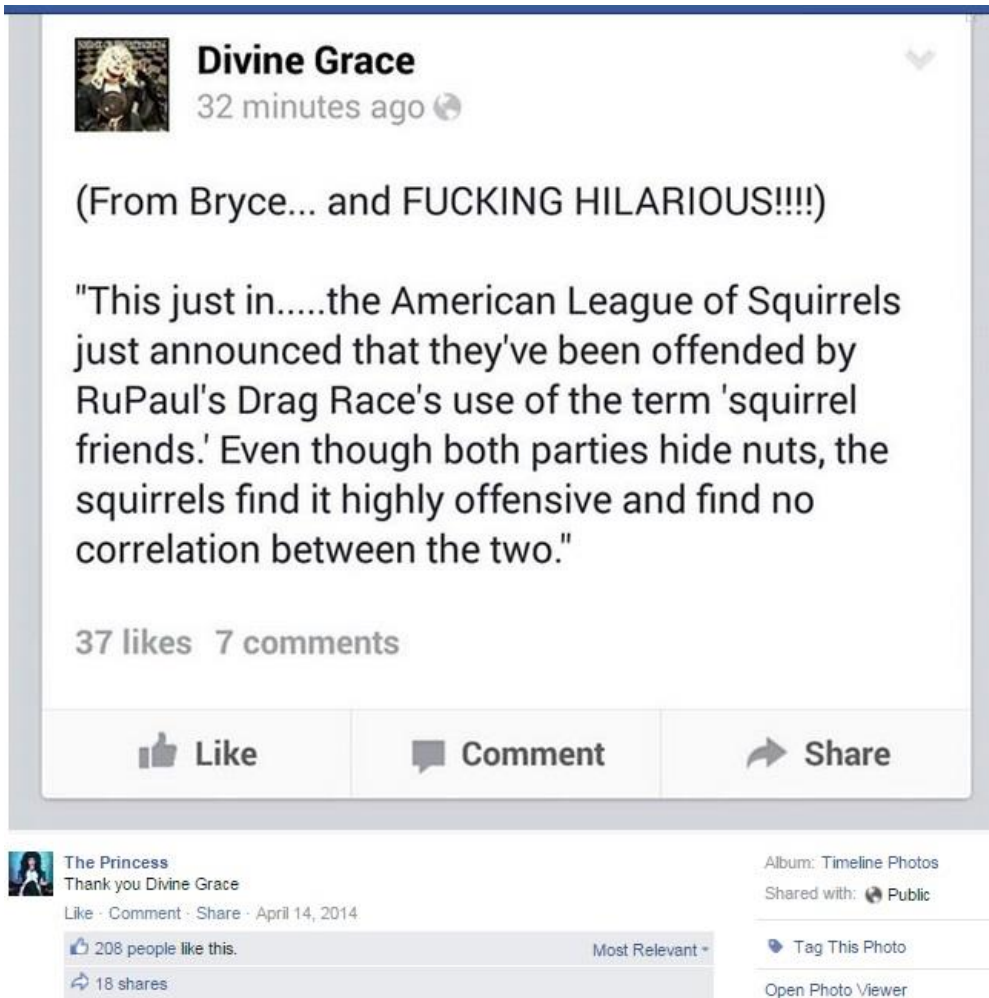 Divine Grace
32 minutes ago
(From Bryce... and FUCKING HILARIOUS!!!!)
"This just in.....the American League of Squirrels
just announced that they've been offended by
RuPaul's Drag Race's use of the term 'squirrel
friends.' Even though both parties hide nuts, the
squirrels find it highly offensive and find no
correlation between the two."
37 likes 7 comments
Like Comment Share
The Princess
Thank you Divine Grace
Like · Comment · Share · April 14, 2014
208 people like this. Most Relevant
18 shares
Album: Timeline Photos
Shared with: Public
Tag This Photo
Open Photo Viewer